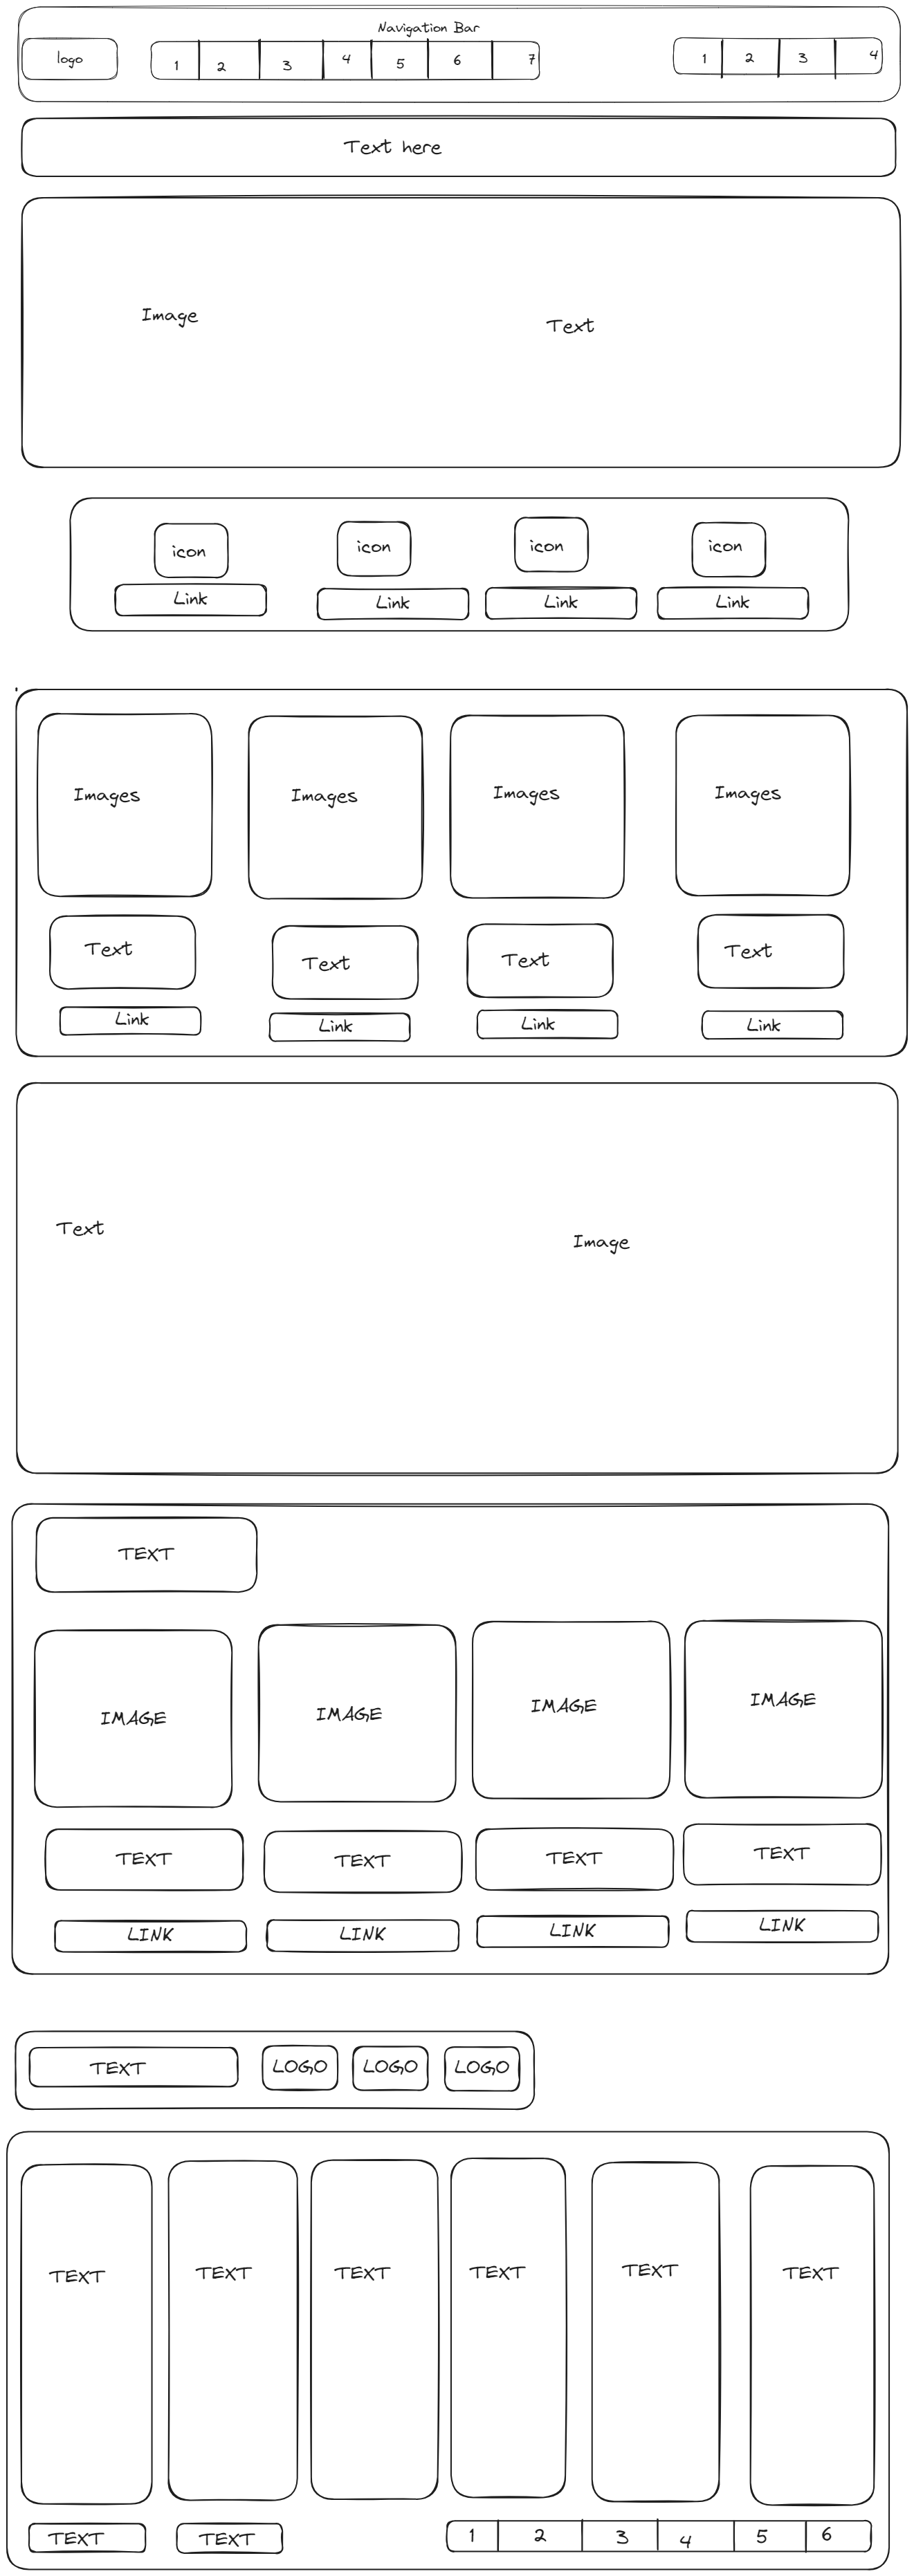 Navigation Bar
logo 1 2 3 4 5 6 7 1 2 3 4
Text here
Image Text
icon icon icon icon
Link Link Link Link
Images Images Images Images
Text Text Text Text
Link Link Link Link
Text Image
TEXT
IMAGE IMAGE IMAGE IMAGE
TEXT TEXT TEXT TEXT
LINK LINK LINK LINK
TEXT LOGO LOGO LOGO
TEXT TEXT TEXT TEXT TEXT TEXT
TEXT TEXT 1 2 3 4 5 6